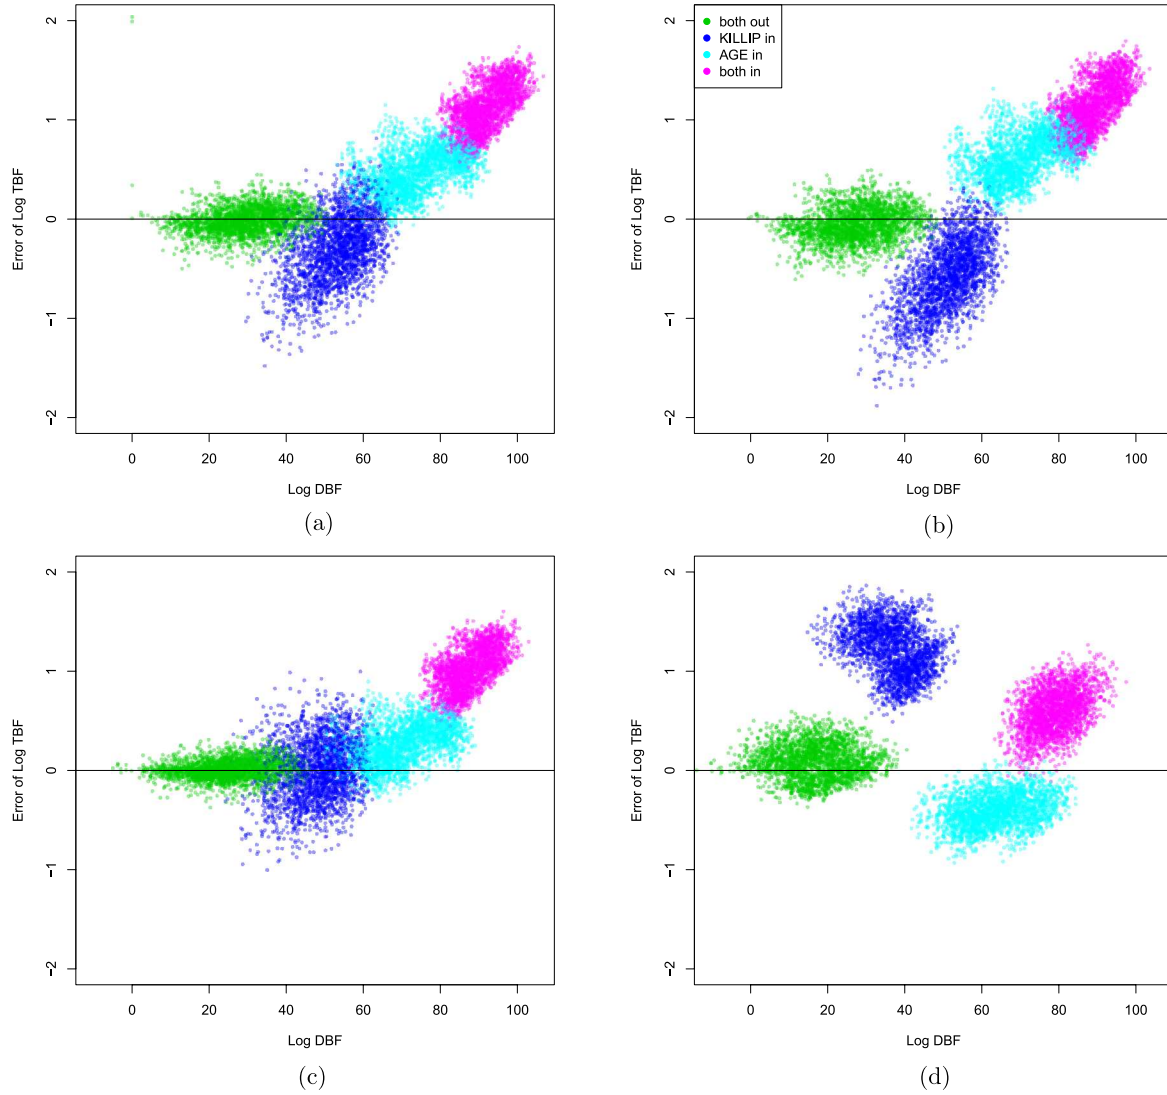 2
1
0
−1
−2
Error of Log TBF
0 20 40 60 80 100
Log DBF
(a)
both out
KILLIP in
AGE in
both in
2
1
0
−1
−2
Error of Log TBF
0 20 40 60 80 100
Log DBF
(b)
2
1
0
−1
−2
Error of Log TBF
0 20 40 60 80 100
Log DBF
(c)
2
1
0
−1
−2
Error of Log TBF
0 20 40 60 80 100
Log DBF
(d)